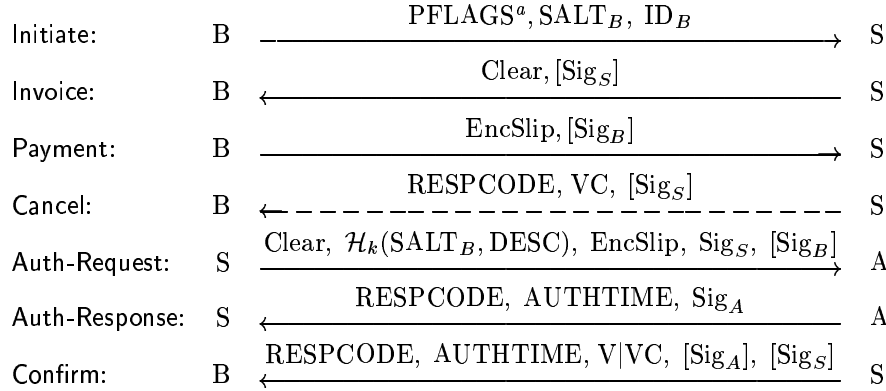 Initiate: B PFLAGSᵃ, SALT_B, ID_B S
Invoice: B Clear, [Sig_S] S
Payment: B EncSlip, [Sig_B] S
Cancel: B RESPCODE, VC, [Sig_S] S
Auth-Request: S Clear, ℋ_k(SALT_B, DESC), EncSlip, Sig_S, [Sig_B] A
Auth-Response: S RESPCODE, AUTHTIME, Sig_A A
Confirm: B RESPCODE, AUTHTIME, V|VC, [Sig_A], [Sig_S] S